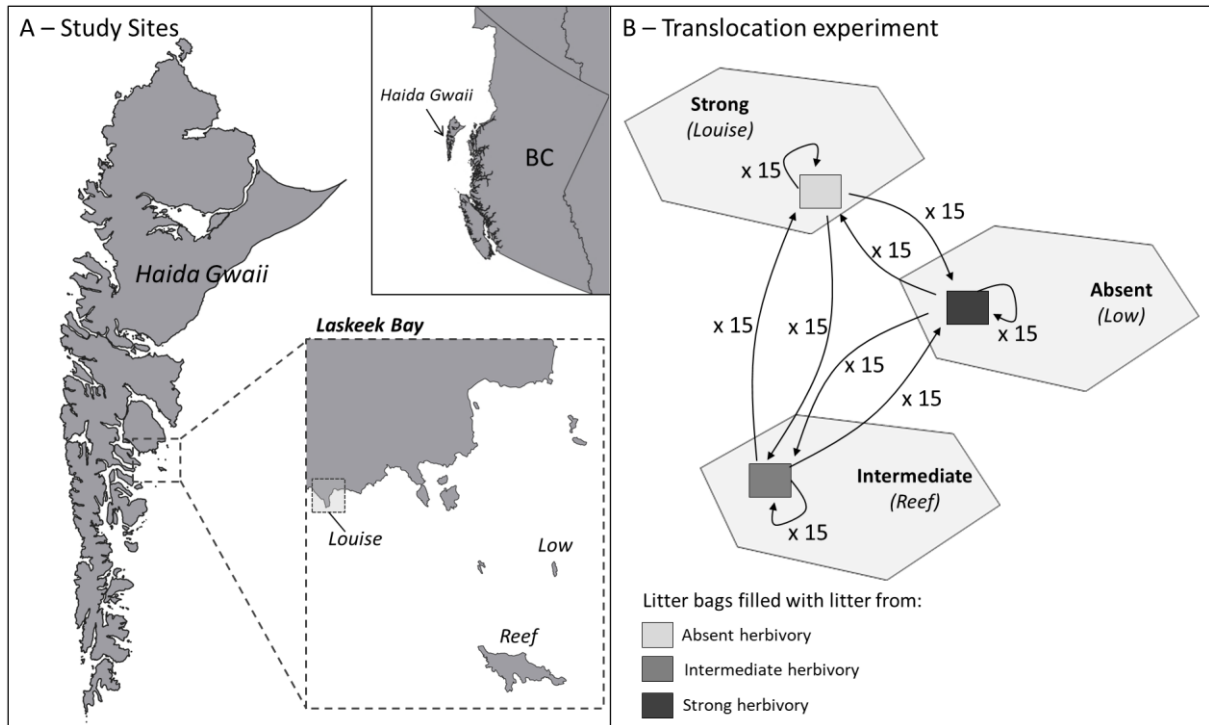 A – Study Sites
Haida Gwaii
BC
Haida Gwaii
Laskeek Bay
Louise
Low
Reef
B – Translocation experiment
Strong
(Louise)
x 15
x 15
x 15
Absent
(Low)
x 15
x 15
x 15
x 15
x 15
Intermediate
(Reef)
x 15
Litter bags filled with litter from:
Absent herbivory
Intermediate herbivory
Strong herbivory